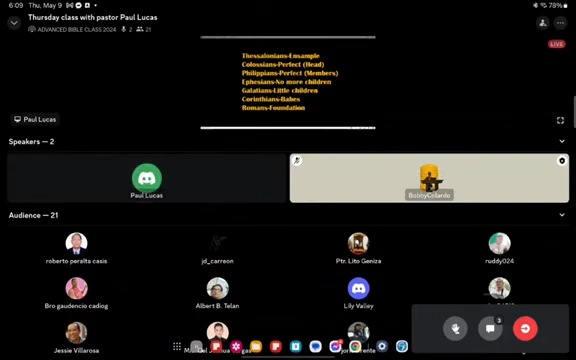 6:09 Thu, May 9
78%
Thursday class with pastor Paul Lucas
ADVANCED BIBLE CLASS 2024 2 21
LIVE
Thessalonians-Ensample
Colossians-Perfect (Head)
Philippians-Perfect (Members)
Ephesians-No more children
Galatians-Little children
Corinthians-Babes
Romans-Foundation
Paul Lucas
Speakers — 2
Paul Lucas
BobbyCollardo
Audience — 21
roberto peralta casis
jd_carreon
Ptr. Lito Geniza
ruddy024
Bro gaudencio cadiog
Albert B. Telan
Lily Valley
3
Jessie Villarosa